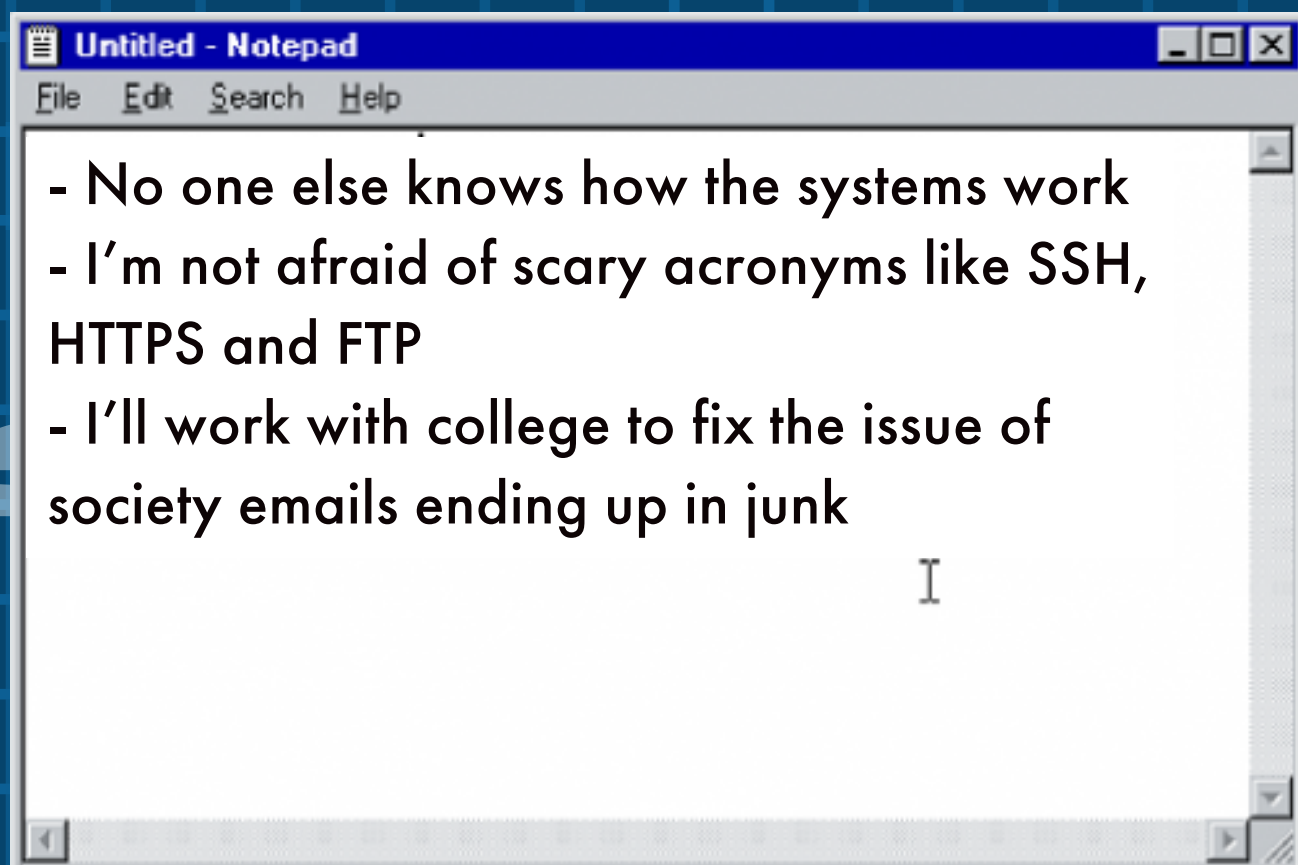 Untitled - Notepad
File Edit Search Help
- No one else knows how the systems work
- I’m not afraid of scary acronyms like SSH,
HTTPS and FTP
- I’ll work with college to fix the issue of
society emails ending up in junk